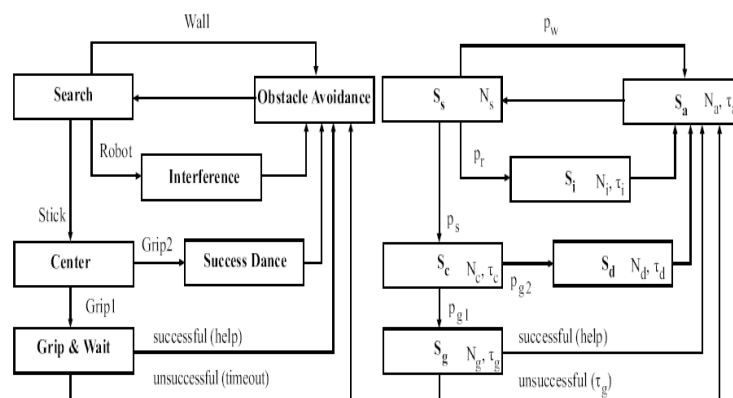 Wall
Search
Obstacle Avoidance
Robot
Interference
Stick
Center
Grip2
Success Dance
Grip1
Grip & Wait
successful (help)
unsuccessful (timeout)
p_w
S_s N_s
S_a N_a, τ_a
p_r
S_i N_i, τ_i
p_s
S_c N_c, τ_c
p_g2
S_d N_d, τ_d
p_g1
S_g N_g, τ_g
successful (help)
unsuccessful (τ_g)